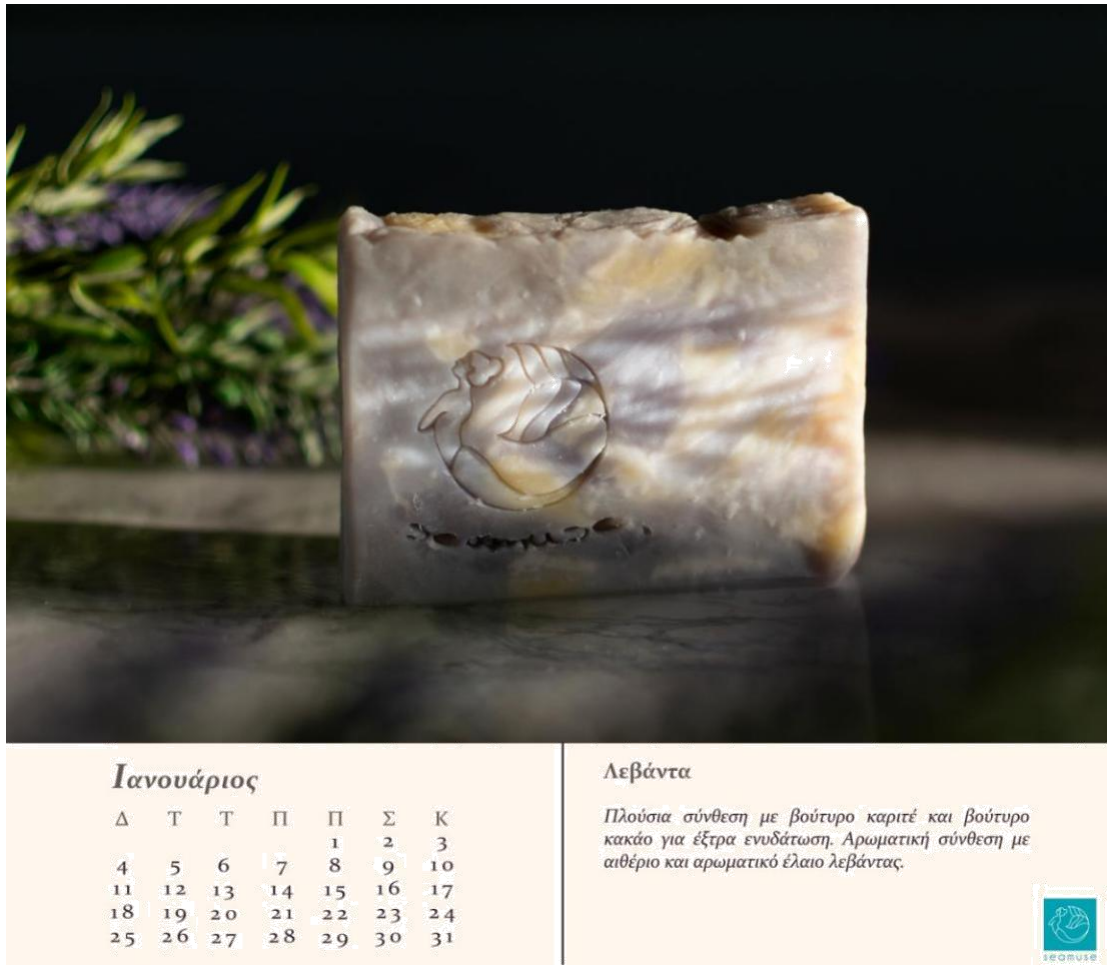 Ιανουάριος
Δ Τ Τ Π Π Σ Κ
1 2 3
4 5 6 7 8 9 10
11 12 13 14 15 16 17
18 19 20 21 22 23 24
25 26 27 28 29 30 31
Λεβάντα
Πλούσια σύνθεση με βούτυρο καριτέ και βούτυρο
κακάο για έξτρα ενυδάτωση. Αρωματική σύνθεση με
αιθέριο και αρωματικό έλαιο λεβάντας.
seamuse